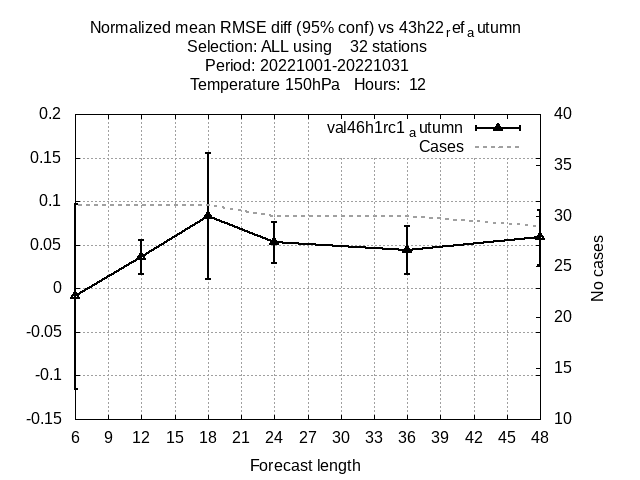 Normalized mean RMSE diff (95% conf) vs 43h22refautumn
Selection: ALL using 32 stations
Period: 20221001-20221031
Temperature 150hPa Hours: 12
0.2
0.15
0.1
0.05
0
-0.05
-0.1
-0.15
40
35
30
25
20
15
10
val46h1rc1autumn
Cases
No cases
6 9 12 15 18 21 24 27 30 33 36 39 42 45 48
Forecast length